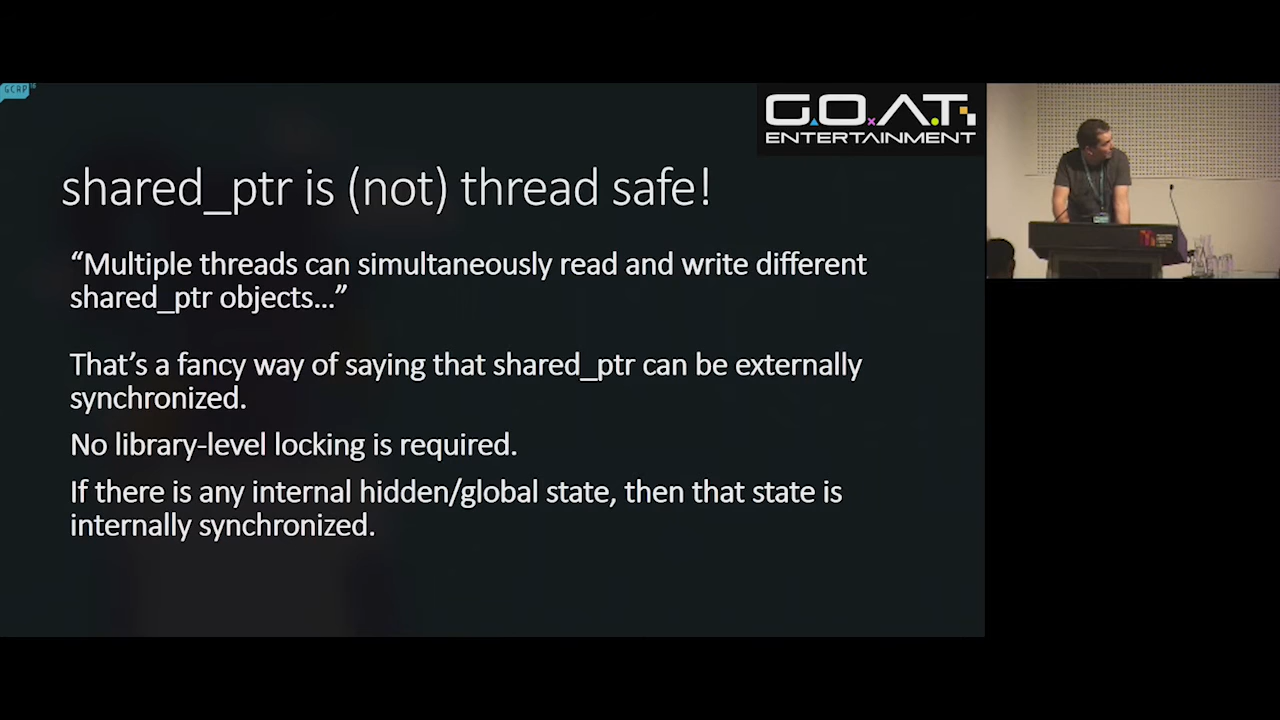 GCAP
G.O.A.T.
ENTERTAINMENT
shared_ptr is (not) thread safe!
“Multiple threads can simultaneously read and write different
shared_ptr objects…”
That’s a fancy way of saying that shared_ptr can be externally
synchronized.
No library-level locking is required.
If there is any internal hidden/global state, then that state is
internally synchronized.